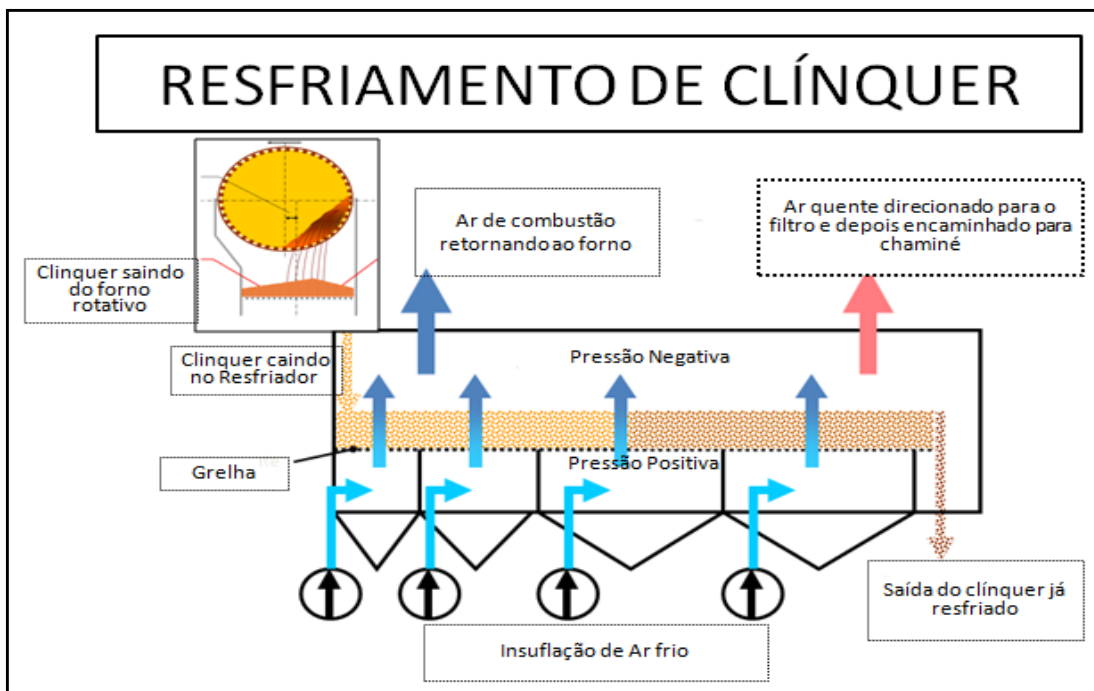 RESFRIAMENTO DE CLÍNQUER
Ar de combustão
retornando ao forno
Ar quente direcionado para o
filtro e depois encaminhado para
chaminé
Clinquer saindo
do forno
rotativo
Clinquer caindo
no Resfriador
Pressão Negativa
Grelha
Pressão Positiva
Saída do clínquer já
resfriado
Insuflação de Ar frio